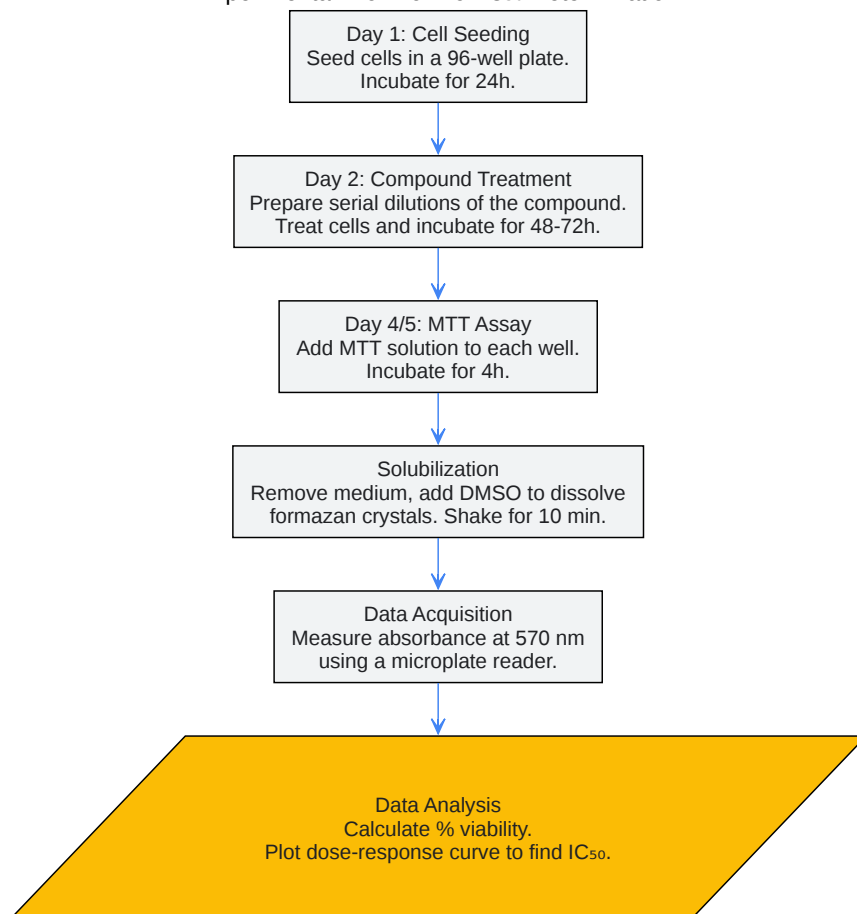 Day 1: Cell Seeding
Seed cells in a 96-well plate.
Incubate for 24h.
Day 2: Compound Treatment
Prepare serial dilutions of the compound.
Treat cells and incubate for 48-72h.
Day 4/5: MTT Assay
Add MTT solution to each well.
Incubate for 4h.
Solubilization
Remove medium, add DMSO to dissolve
formazan crystals. Shake for 10 min.
Data Acquisition
Measure absorbance at 570 nm
using a microplate reader.
Data Analysis
Calculate % viability.
Plot dose-response curve to find IC₅₀.